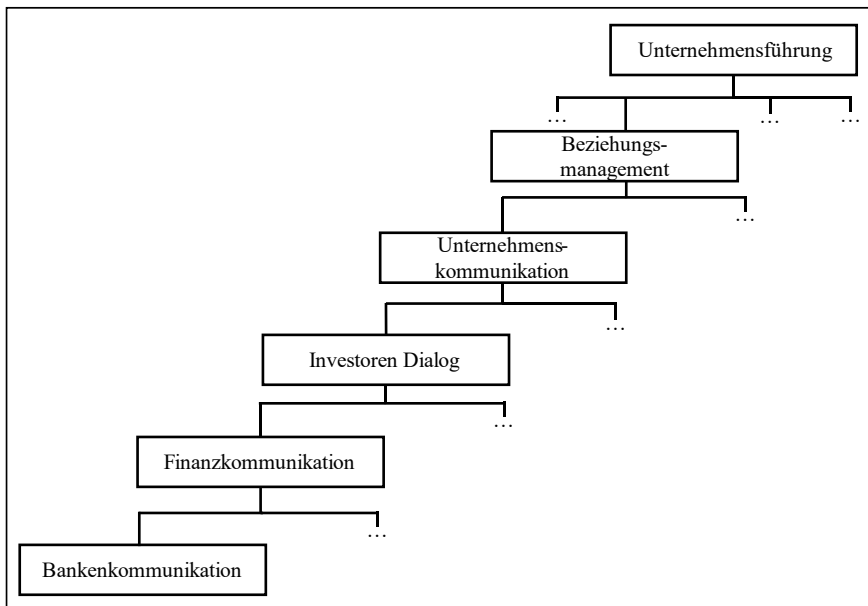 Unternehmensführung
... ... ...
Beziehungs-
management
...
Unternehmens-
kommunikation
...
Investoren Dialog
...
Finanzkommunikation
...
Bankenkommunikation